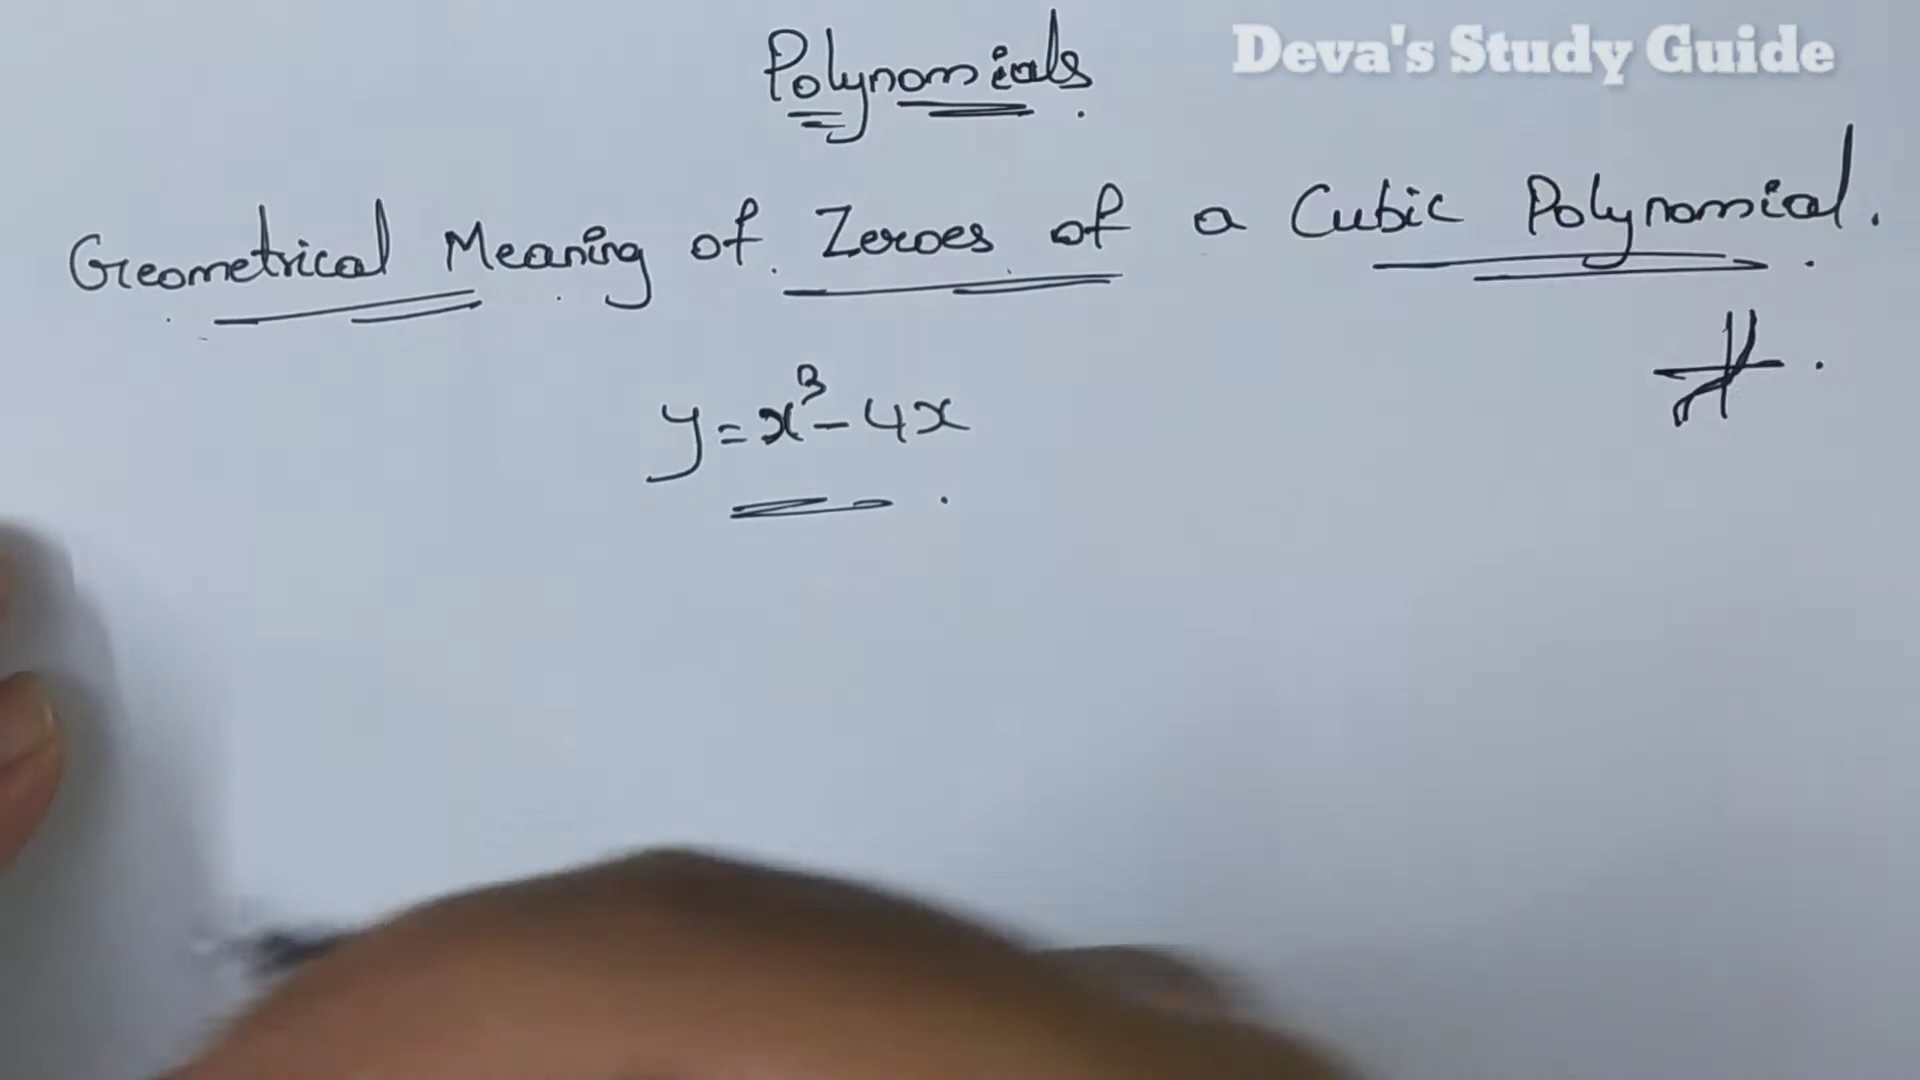 Polynomials
Deva's Study Guide
Geometrical Meaning of Zeroes of a Cubic Polynomial.
y = x³ - 4x